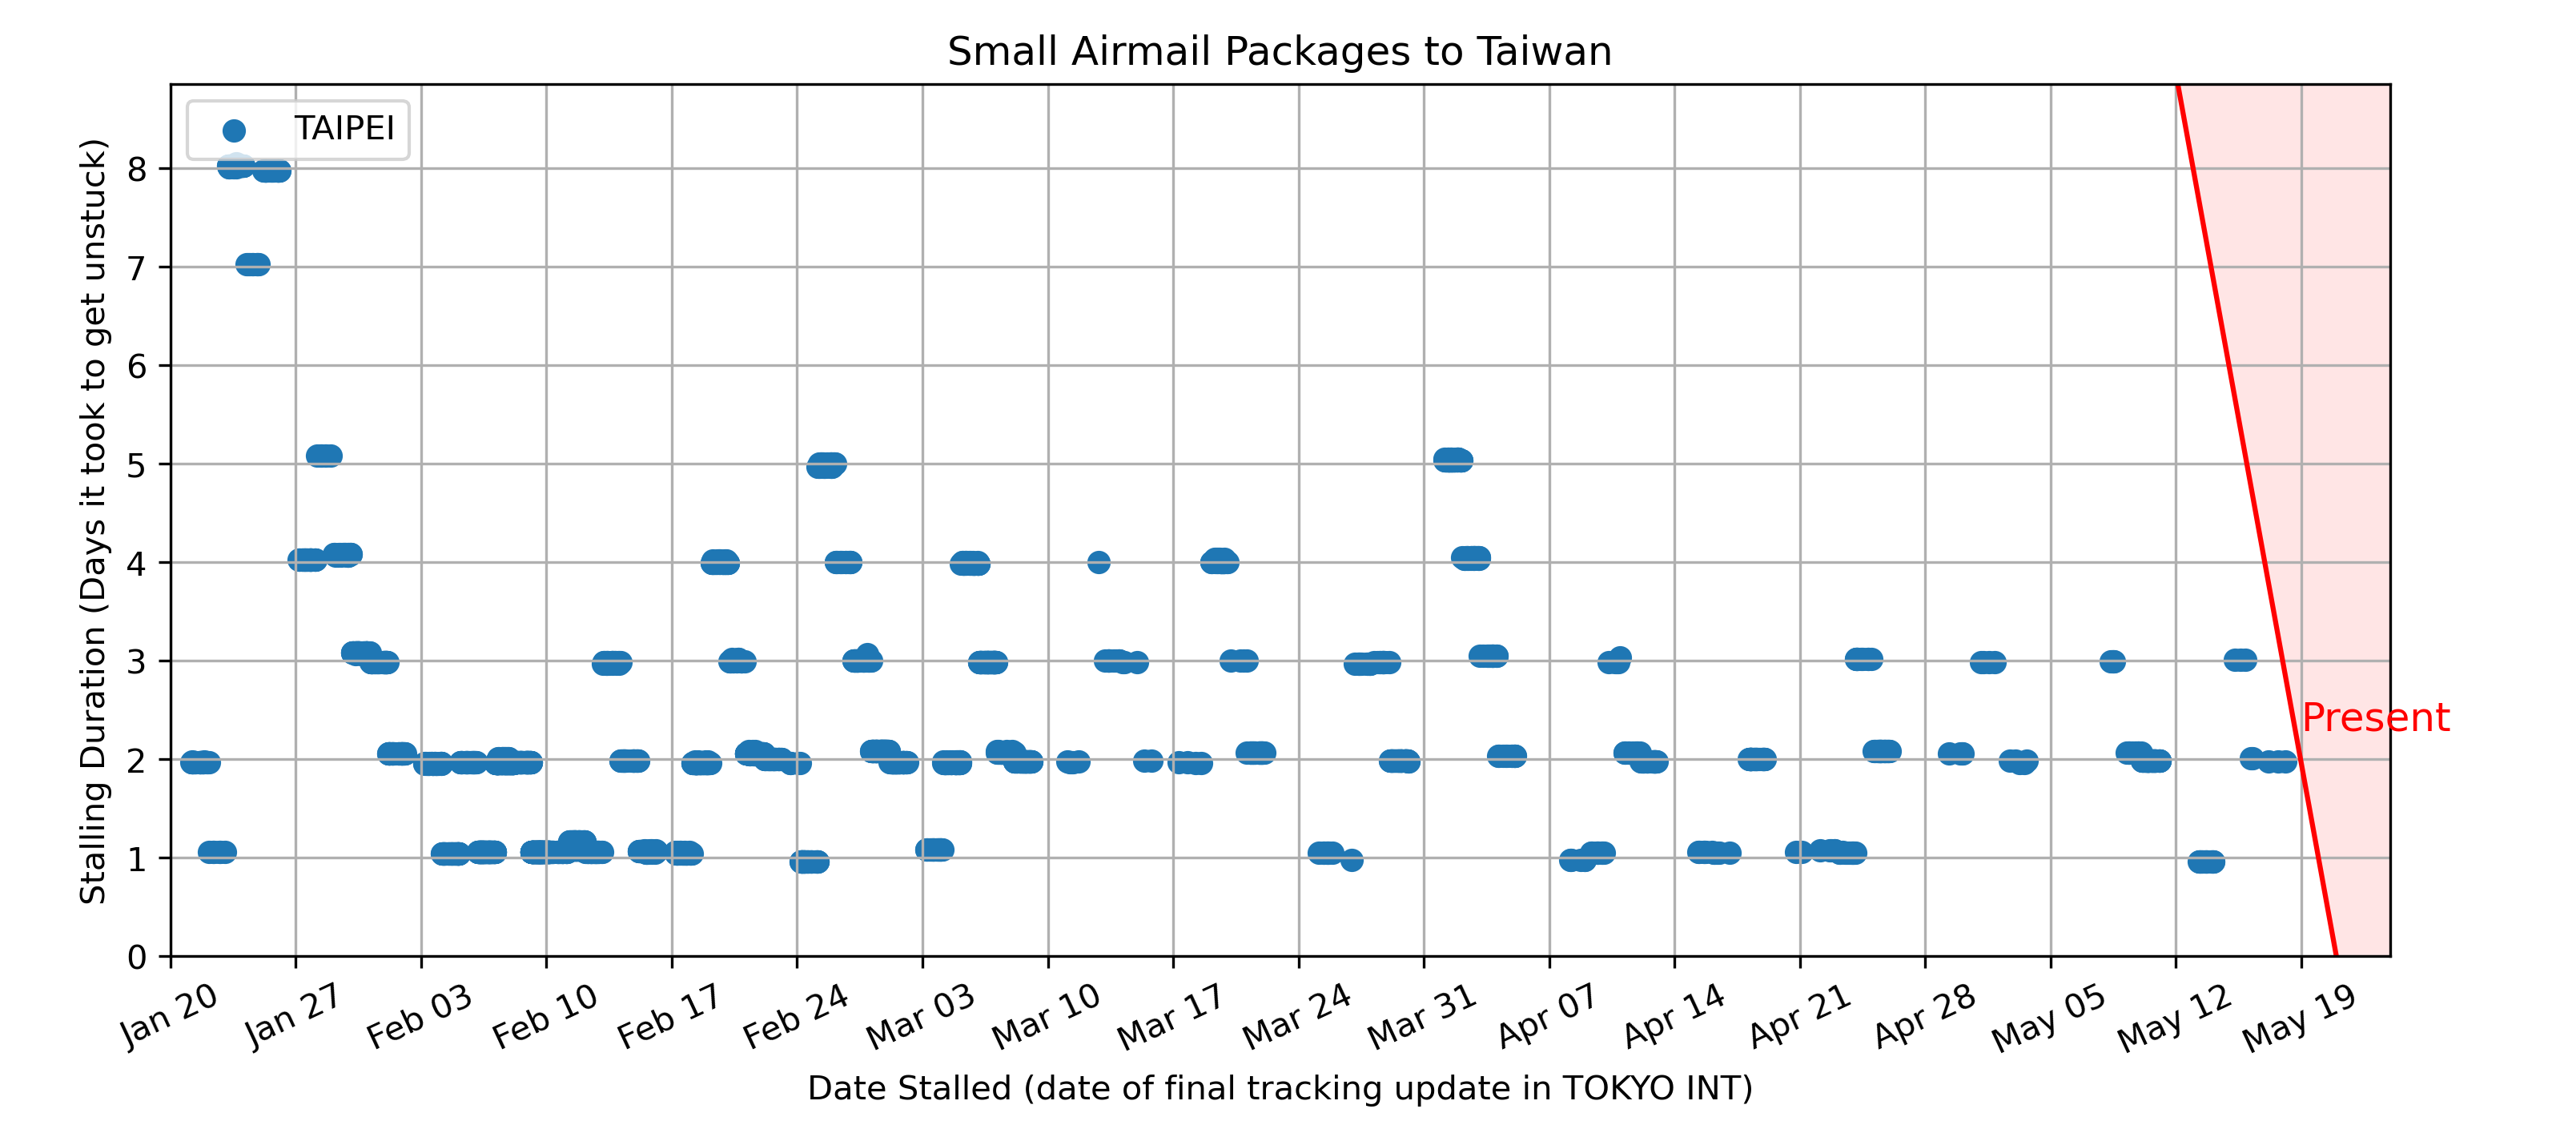 Small Airmail Packages to Taiwan
TAIPEI
Stalling Duration (Days it took to get unstuck)
8
7
6
5
4
3
2
1
0
Present
Jan 20
Jan 27
Feb 03
Feb 10
Feb 17
Feb 24
Mar 03
Mar 10
Mar 17
Mar 24
Mar 31
Apr 07
Apr 14
Apr 21
Apr 28
May 05
May 12
May 19
Date Stalled (date of final tracking update in TOKYO INT)